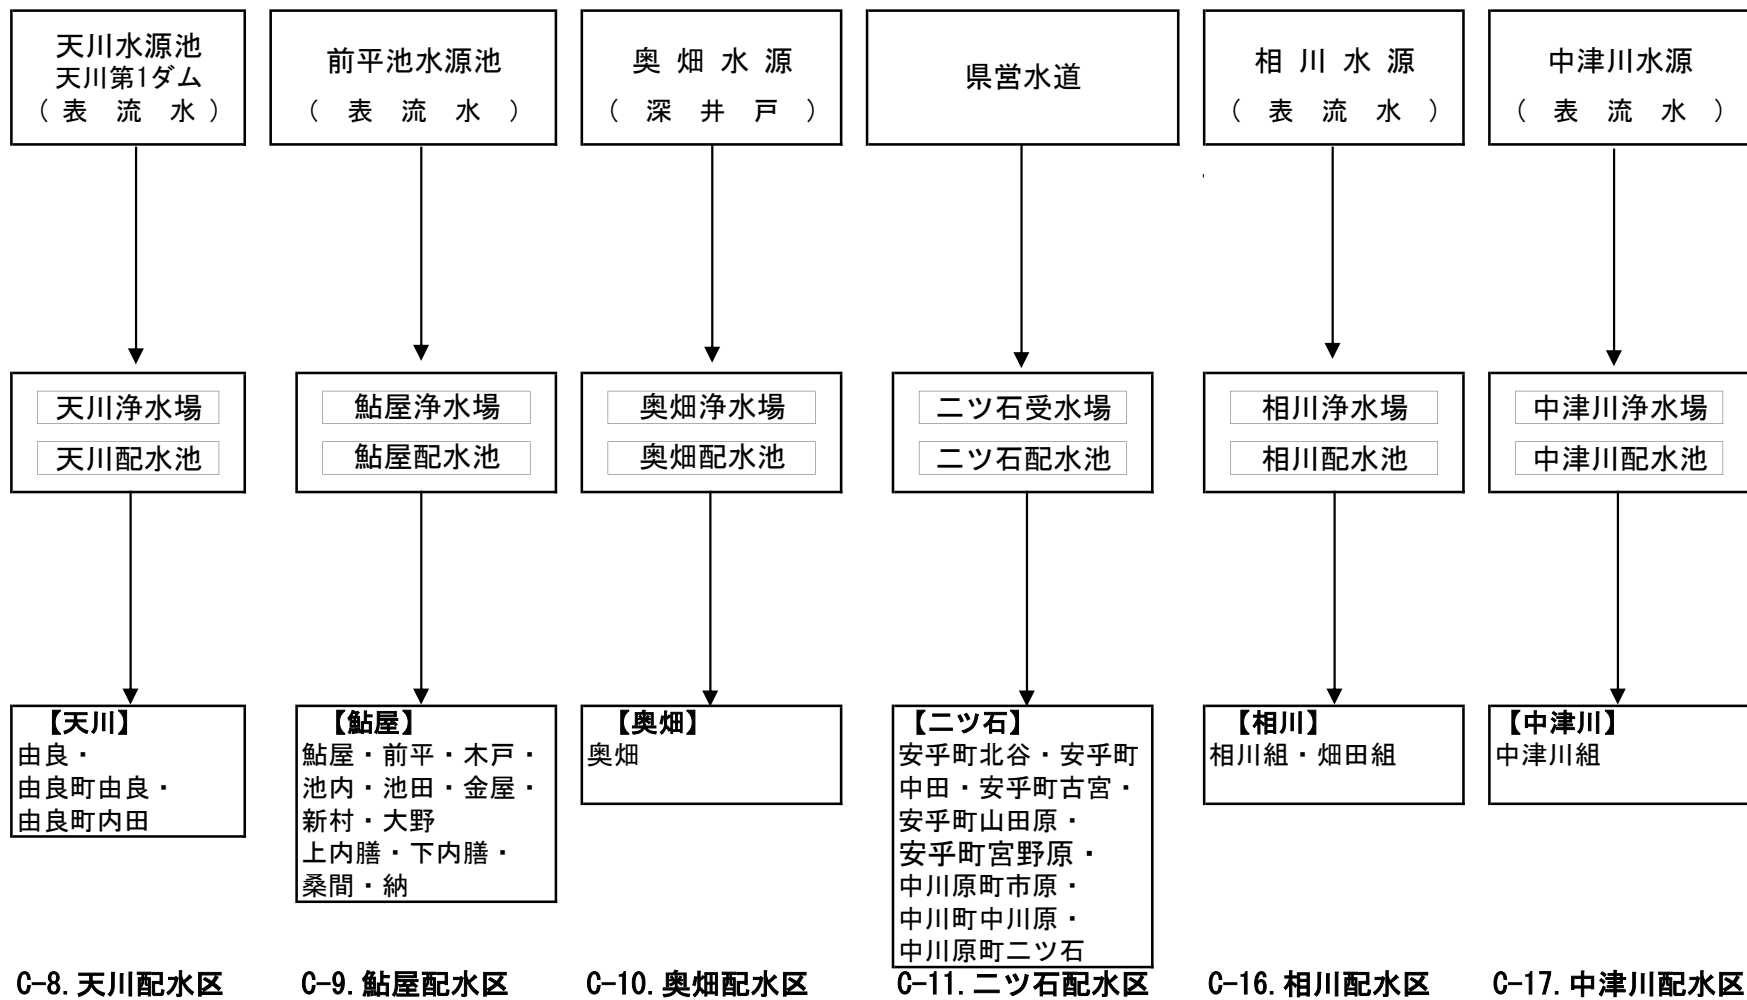 天川水源池
天川第1ダム
（表 流 水）
前平池水源池
（ 表 流 水 ）
奥 畑 水 源
（ 深 井 戸 ）
県営水道
相 川 水 源
（ 表 流 水 ）
中津川水源
（ 表 流 水 ）
天川浄水場
天川配水池
鮎屋浄水場
鮎屋配水池
奥畑浄水場
奥畑配水池
二ツ石受水場
二ツ石配水池
相川浄水場
相川配水池
中津川浄水場
中津川配水池
【天川】
由良・
由良町由良・
由良町内田
【鮎屋】
鮎屋・前平・木戸・
池内・池田・金屋・
新村・大野
上内膳・下内膳・
桑間・納
【奥畑】
奥畑
【二ツ石】
安乎町北谷・安乎町
中田・安乎町古宮・
安乎町山田原・
安乎町宮野原・
中川原町市原・
中川町中川原・
中川原町二ツ石
【相川】
相川組・畑田組
【中津川】
中津川組
C-8.天川配水区
C-9.鮎屋配水区
C-10.奥畑配水区
C-11.二ツ石配水区
C-16.相川配水区
C-17.中津川配水区